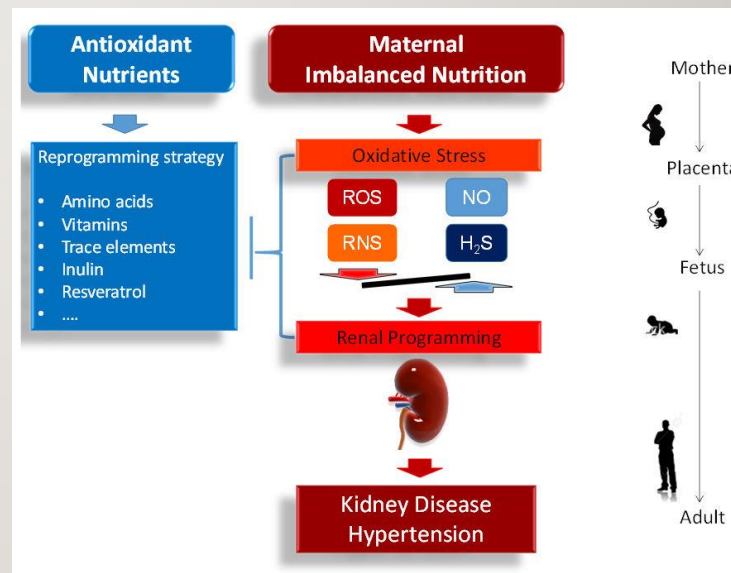 Antioxidant
Nutrients
Maternal
Imbalanced Nutrition
Reprogramming strategy
• Amino acids
• Vitamins
• Trace elements
• Inulin
• Resveratrol
• ....
Oxidative Stress
ROS
NO
RNS
H₂S
Renal Programming
Kidney Disease
Hypertension
Mother
Placenta
Fetus
Adult